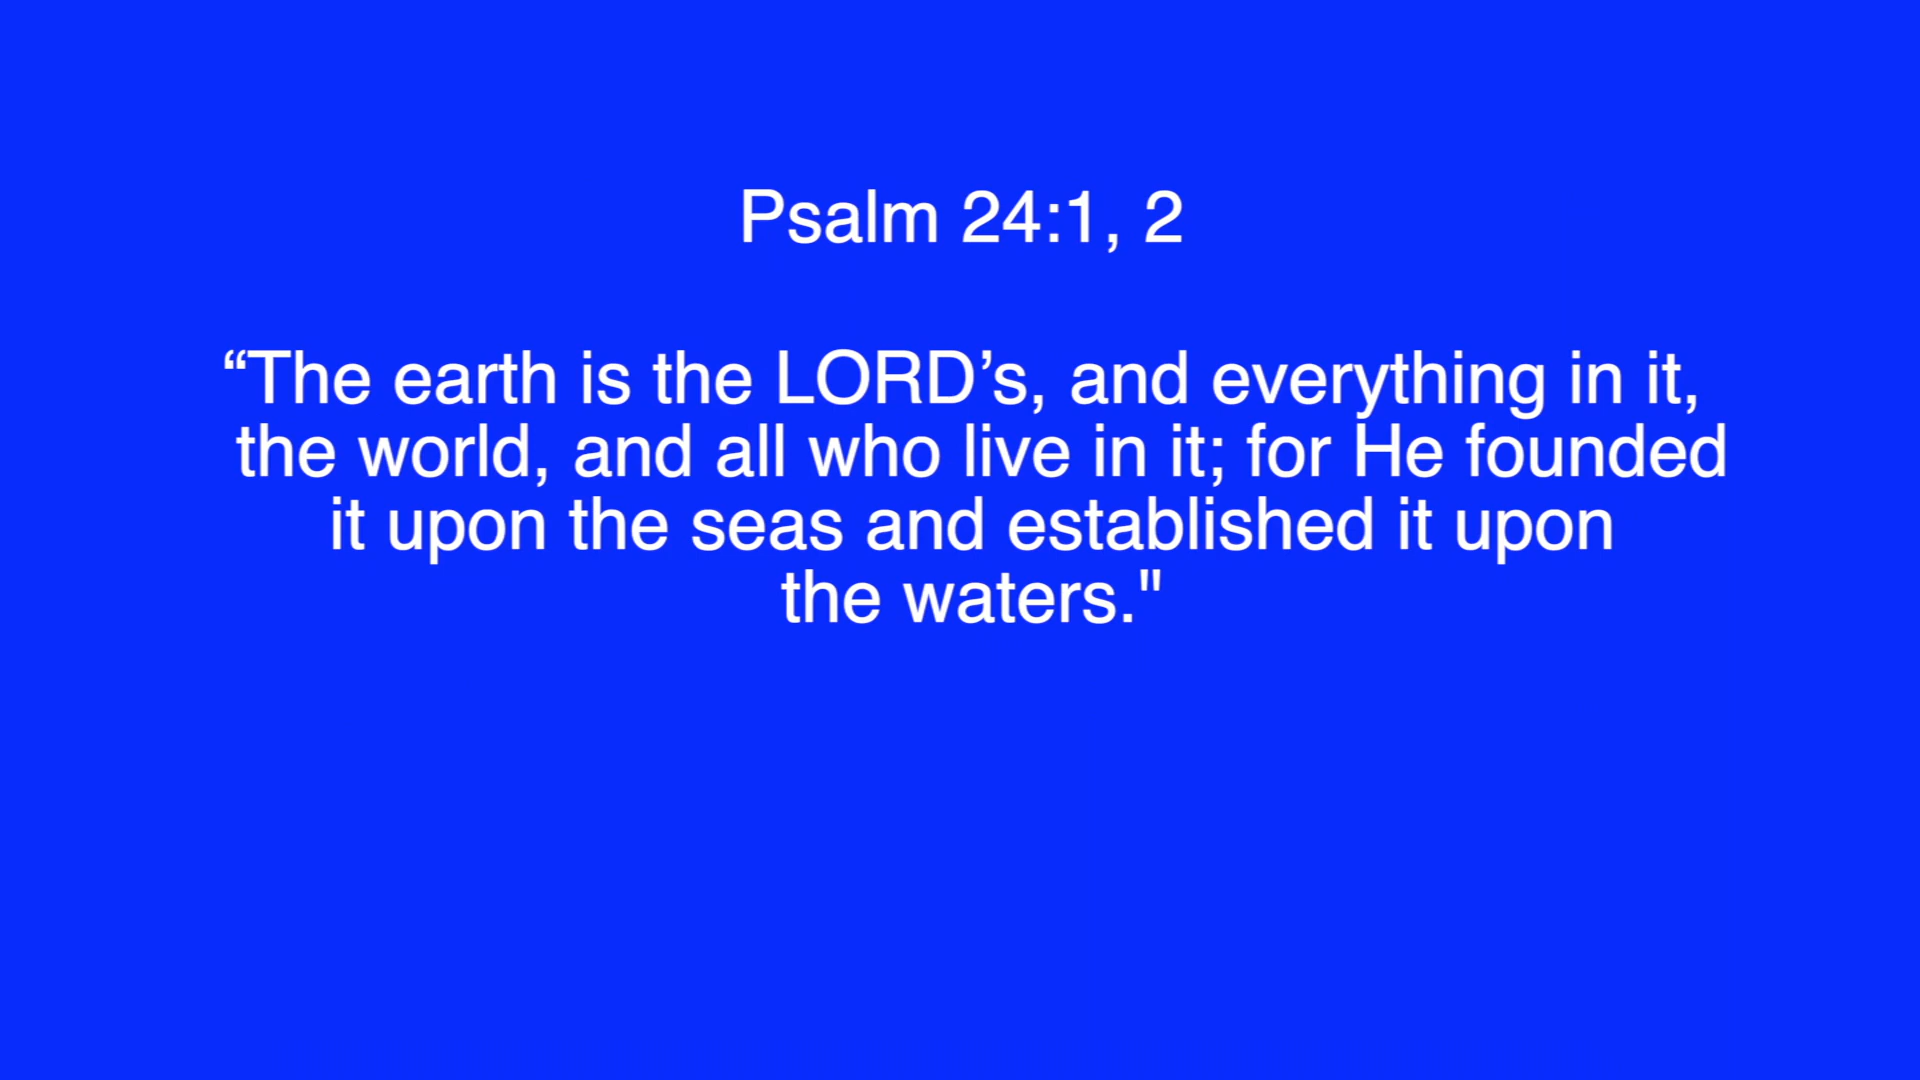 Psalm 24:1, 2
“The earth is the LORD’s, and everything in it,
the world, and all who live in it; for He founded
it upon the seas and established it upon
the waters."